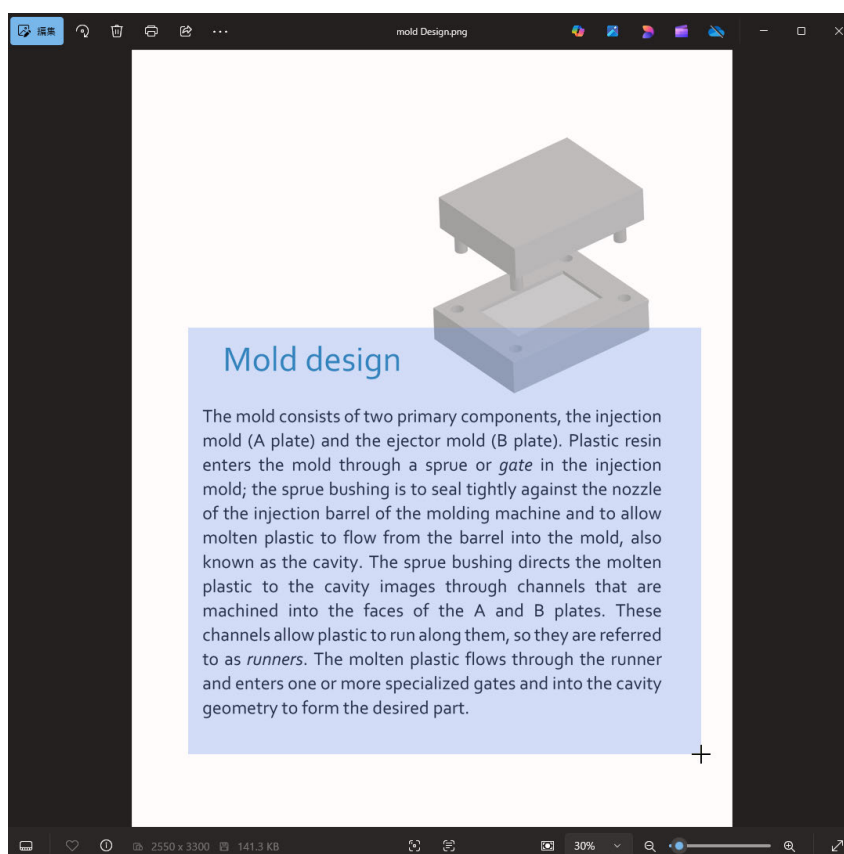 編集
mold Design.png
Mold design
The mold consists of two primary components, the injection
mold (A plate) and the ejector mold (B plate). Plastic resin
enters the mold through a sprue or gate in the injection
mold; the sprue bushing is to seal tightly against the nozzle
of the injection barrel of the molding machine and to allow
molten plastic to flow from the barrel into the mold, also
known as the cavity. The sprue bushing directs the molten
plastic to the cavity images through channels that are
machined into the faces of the A and B plates. These
channels allow plastic to run along them, so they are referred
to as runners. The molten plastic flows through the runner
and enters one or more specialized gates and into the cavity
geometry to form the desired part.
2550 x 3300 141.3 KB 30%